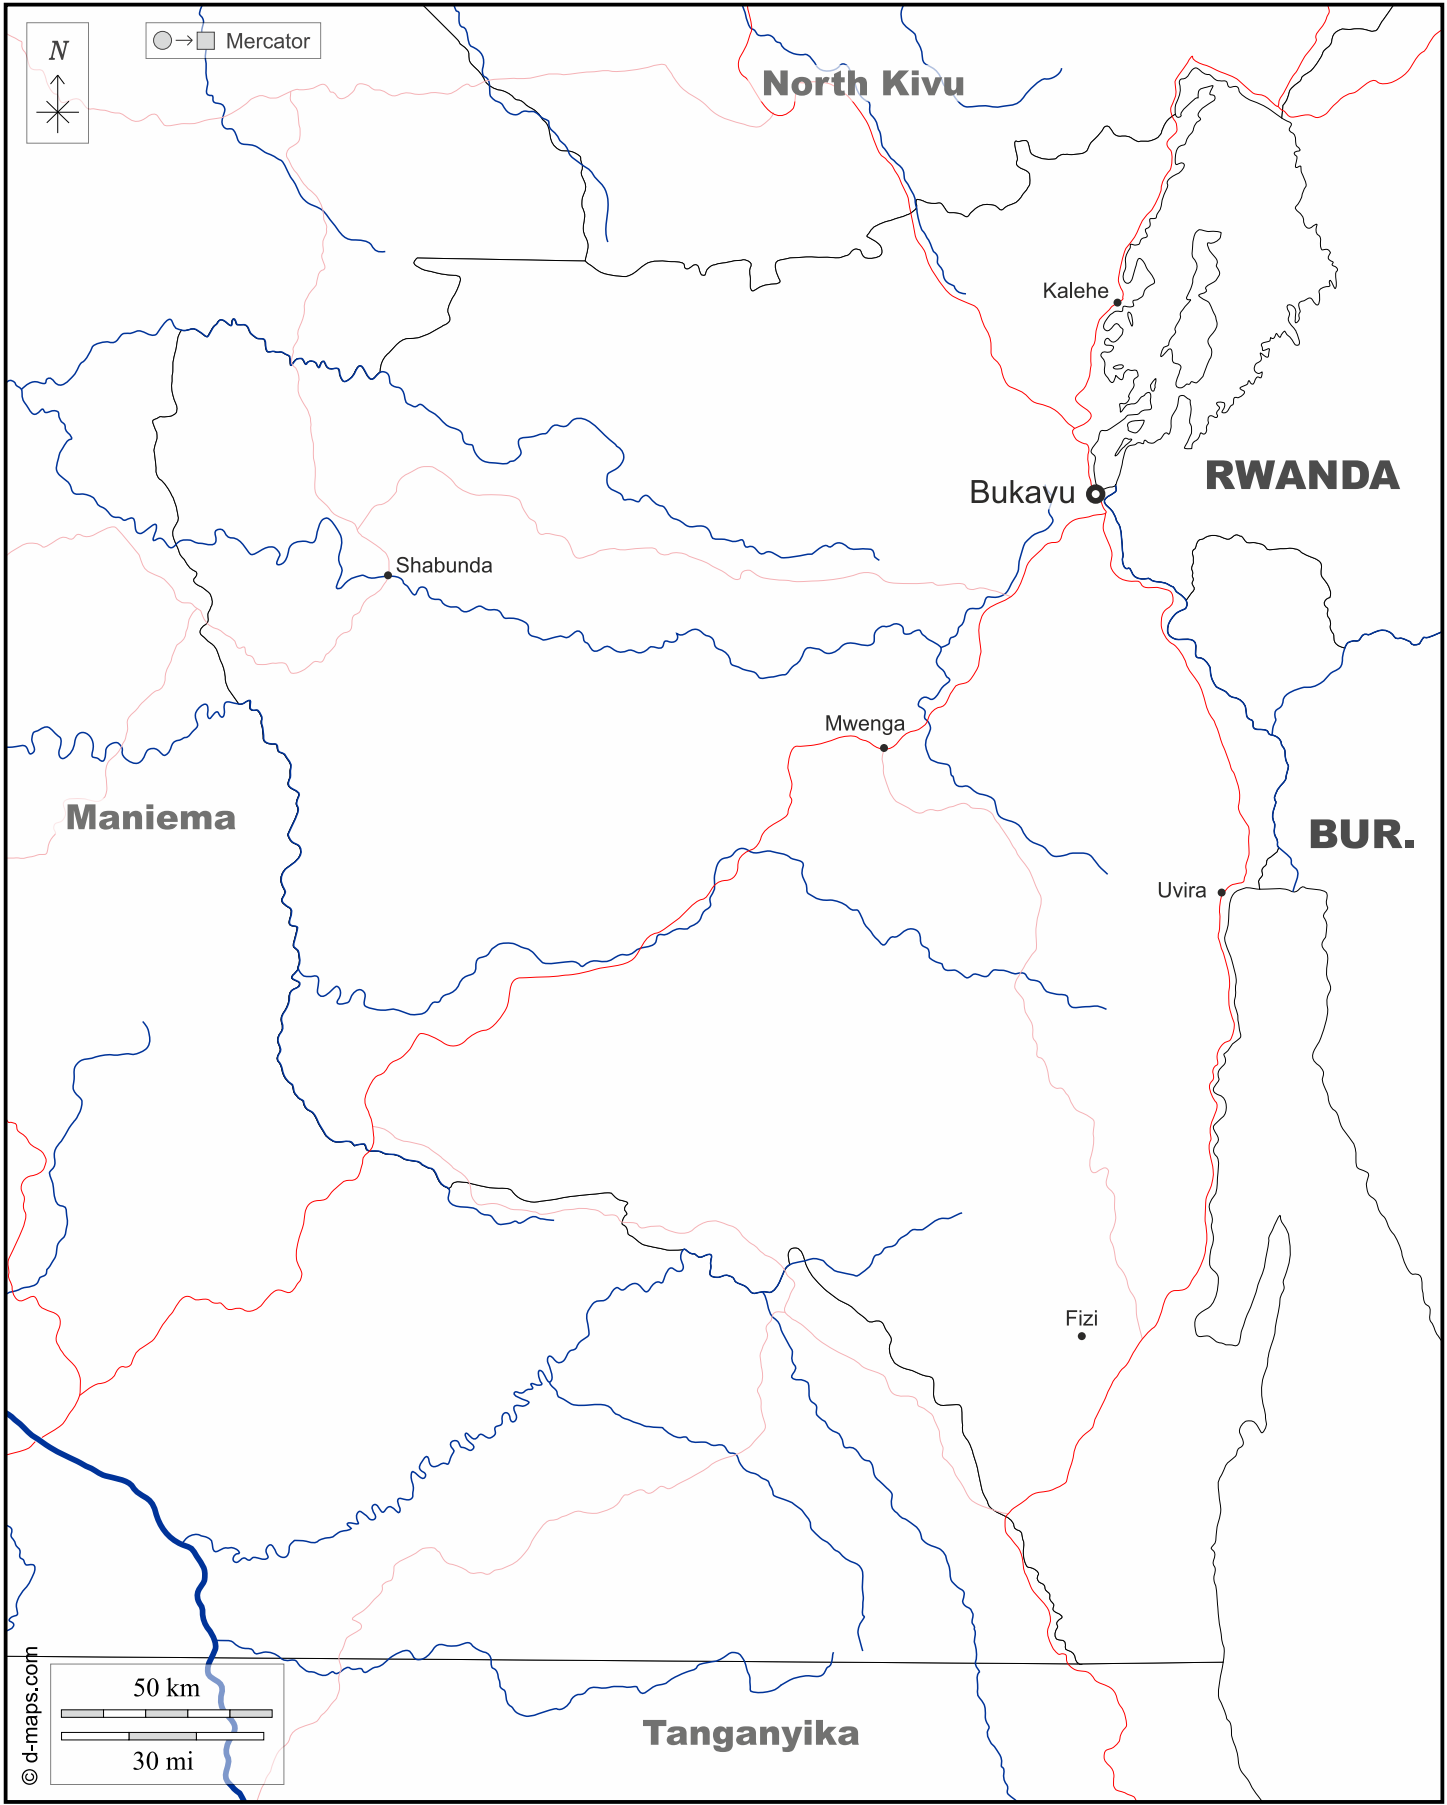 N
Mercator
North Kivu
Kalehe
RWANDA
Bukavu
Shabunda
Mwenga
Maniema
BUR.
Uvira
Fizi
© d-maps.com
50 km
30 mi
Tanganyika